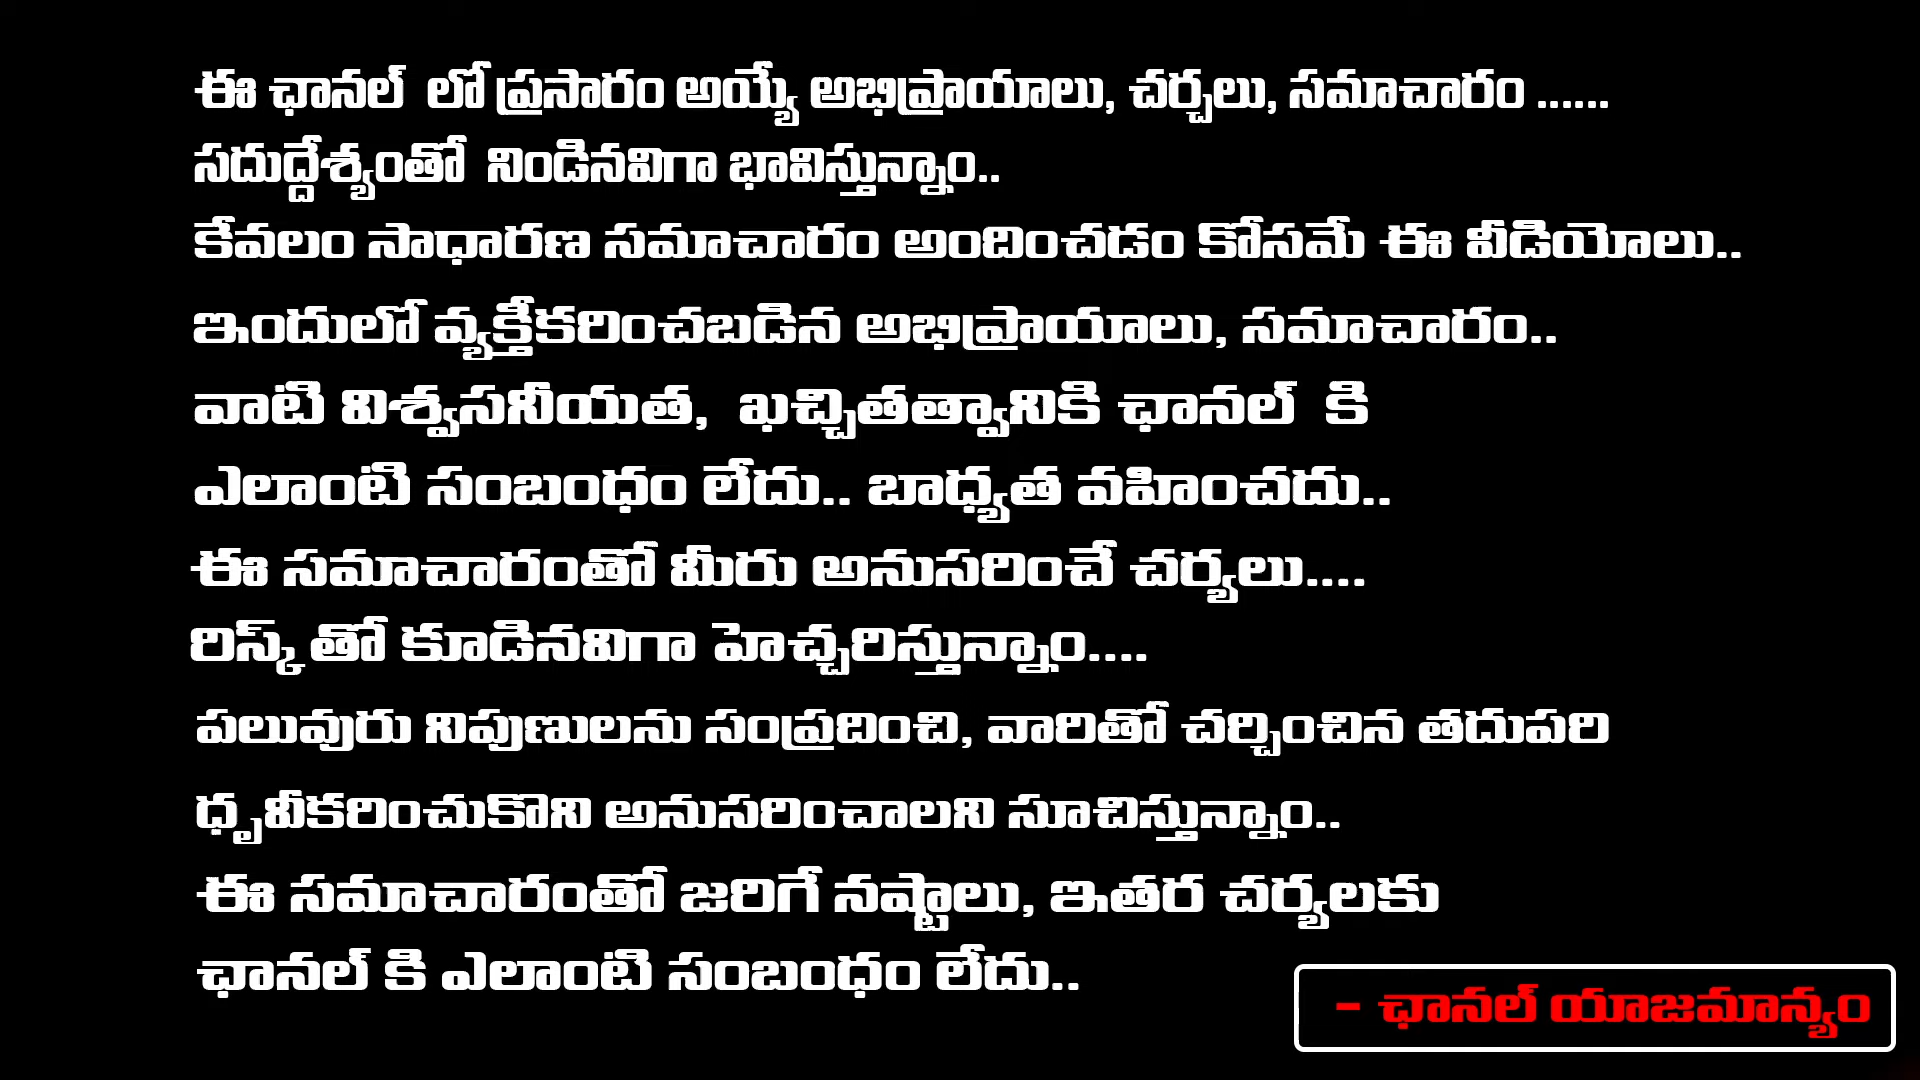 ఈ ఛానల్ లో ప్రసారం అయ్యే అభిప్రాయాలు, చర్చలు, సమాచారం ......
సదుద్దేశ్యంతో నిండినవిగా భావిస్తున్నాం..
కేవలం సాధారణ సమాచారం అందించడం కోసమే ఈ వీడియోలు..
ఇందులో వ్యక్తీకరించబడిన అభిప్రాయాలు, సమాచారం..
వాటి విశ్వసనీయత, ఖచ్చితత్వానికి ఛానల్ కి
ఎలాంటి సంబంధం లేదు.. బాధ్యత వహించదు..
ఈ సమాచారంతో మీరు అనుసరించే చర్యలు....
రిస్క్ తో కూడినవిగా హెచ్చరిస్తున్నాం....
పలువురు నిపుణులను సంప్రదించి, వారితో చర్చించిన తదుపరి
ధృవీకరించుకొని అనుసరించాలని సూచిస్తున్నాం..
ఈ సమాచారంతో జరిగే నష్టాలు, ఇతర చర్యలకు
ఛానల్ కి ఎలాంటి సంబంధం లేదు..
- ఛానల్ యాజమాన్యం